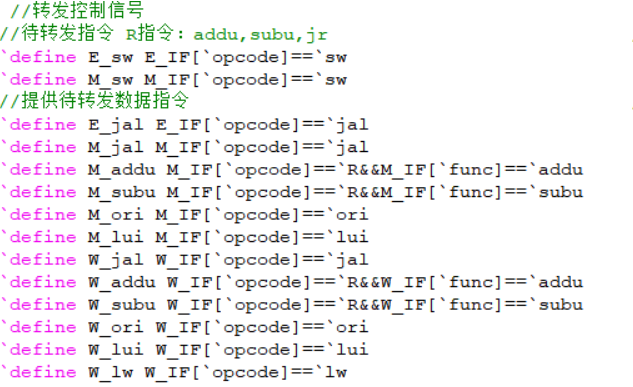 //转发控制信号
//待转发指令 R指令: addu,subu,jr
`define E_sw E_IF[`opcode]==`sw
`define M_sw M_IF[`opcode]==`sw
//提供待转发数据指令
`define E_jal E_IF[`opcode]==`jal
`define M_jal M_IF[`opcode]==`jal
`define M_addu M_IF[`opcode]==`R&&M_IF[`func]==`addu
`define M_subu M_IF[`opcode]==`R&&M_IF[`func]==`subu
`define M_ori M_IF[`opcode]==`ori
`define M_lui M_IF[`opcode]==`lui
`define W_jal W_IF[`opcode]==`jal
`define W_addu W_IF[`opcode]==`R&&W_IF[`func]==`addu
`define W_subu W_IF[`opcode]==`R&&W_IF[`func]==`subu
`define W_ori W_IF[`opcode]==`ori
`define W_lui W_IF[`opcode]==`lui
`define W_lw W_IF[`opcode]==`lw